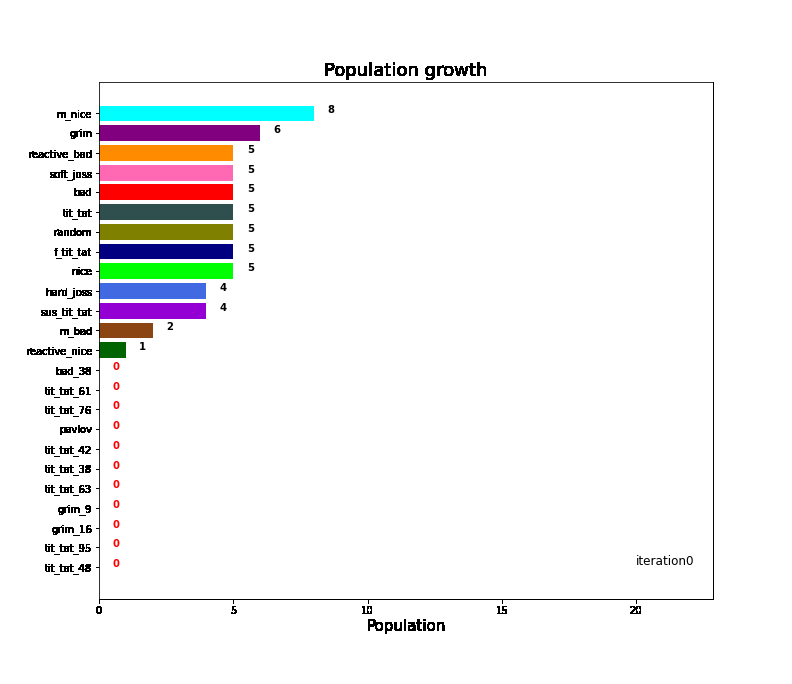 Population growth
m_nice 8
grim 6
reactive_bad 5
soft_joss 5
bad 5
tit_tat 5
random 5
f_tit_tat 5
nice 5
hard_joss 4
sus_tit_tat 4
m_bad 2
reactive_nice 1
bad_38 0
tit_tat_61 0
tit_tat_76 0
pavlov 0
tit_tat_42 0
tit_tat_38 0
tit_tat_63 0
grim_9 0
grim_16 0
tit_tat_95 0
tit_tat_48 0
iteration0
0 5 10 15 20
Population